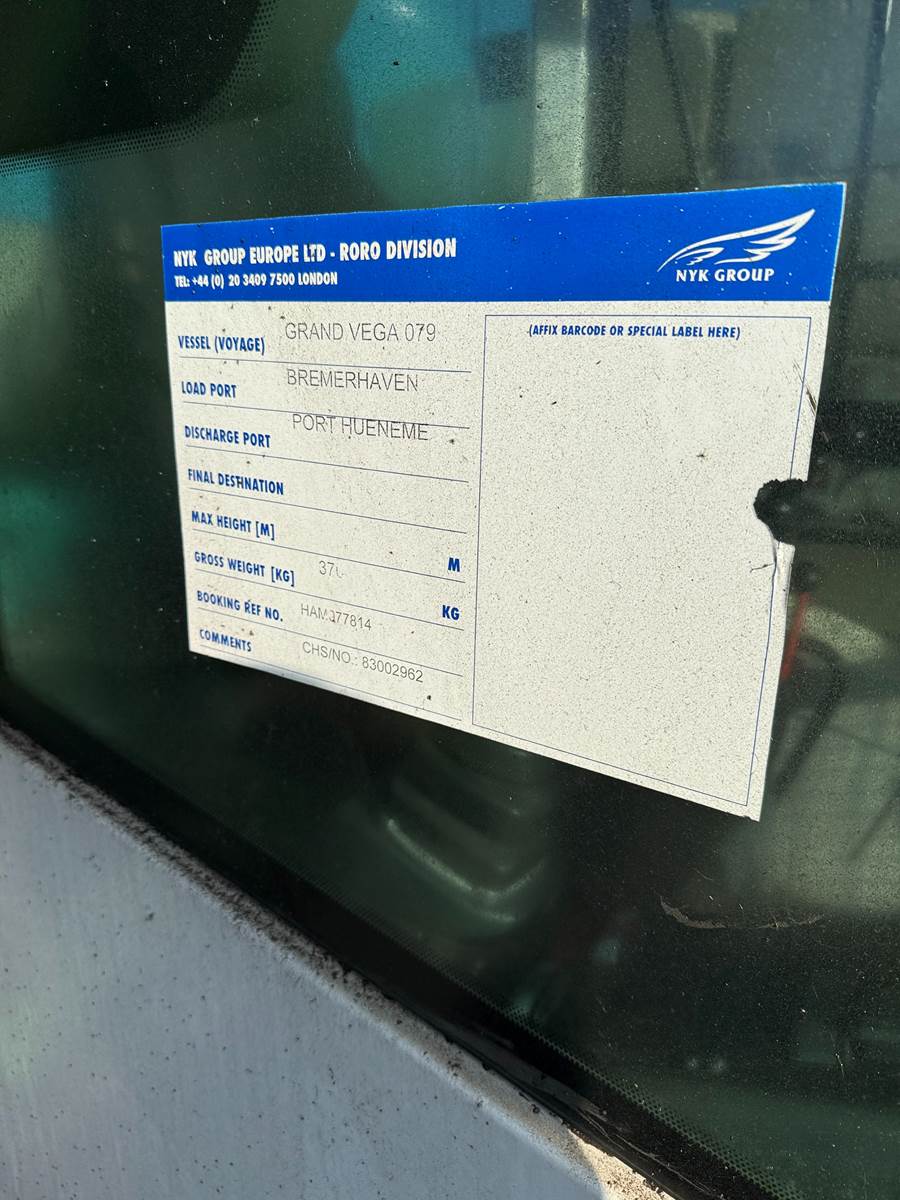 NYK GROUP EUROPE LTD - RORO DIVISION
TEL: +44 (0) 20 3409 7500 LONDON
NYK GROUP
VESSEL (VOYAGE) GRAND VEGA 079
LOAD PORT BREMERHAVEN
DISCHARGE PORT PORT HUENEME
FINAL DESTINATION
MAX HEIGHT [M] M
GROSS WEIGHT [KG] KG
BOOKING REF NO. HAM077814
COMMENTS CHS/NO.: 83002962
(AFFIX BARCODE OR SPECIAL LABEL HERE)